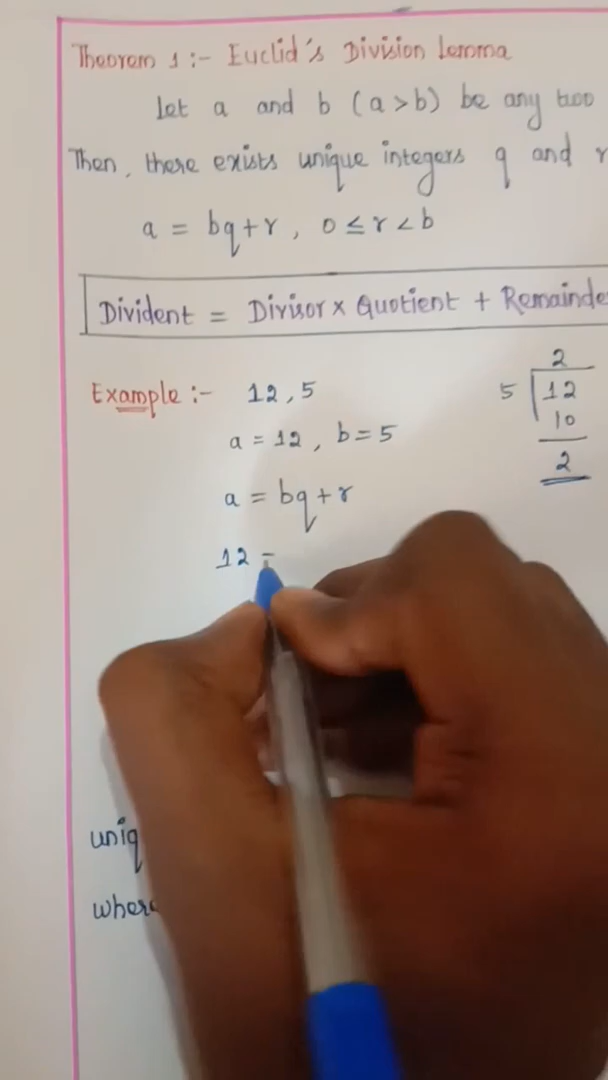 Theorem 1 :- Euclid's Division Lemma
Let a and b (a > b) be any two
Then, there exists unique integers q and r
a = bq + r , 0 ≤ r < b
Divident = Divisor × Quotient + Remainde
Example :- 12 , 5
a = 12 , b = 5
a = bq + r
12 =
2
5 12
10
2
uniq
where